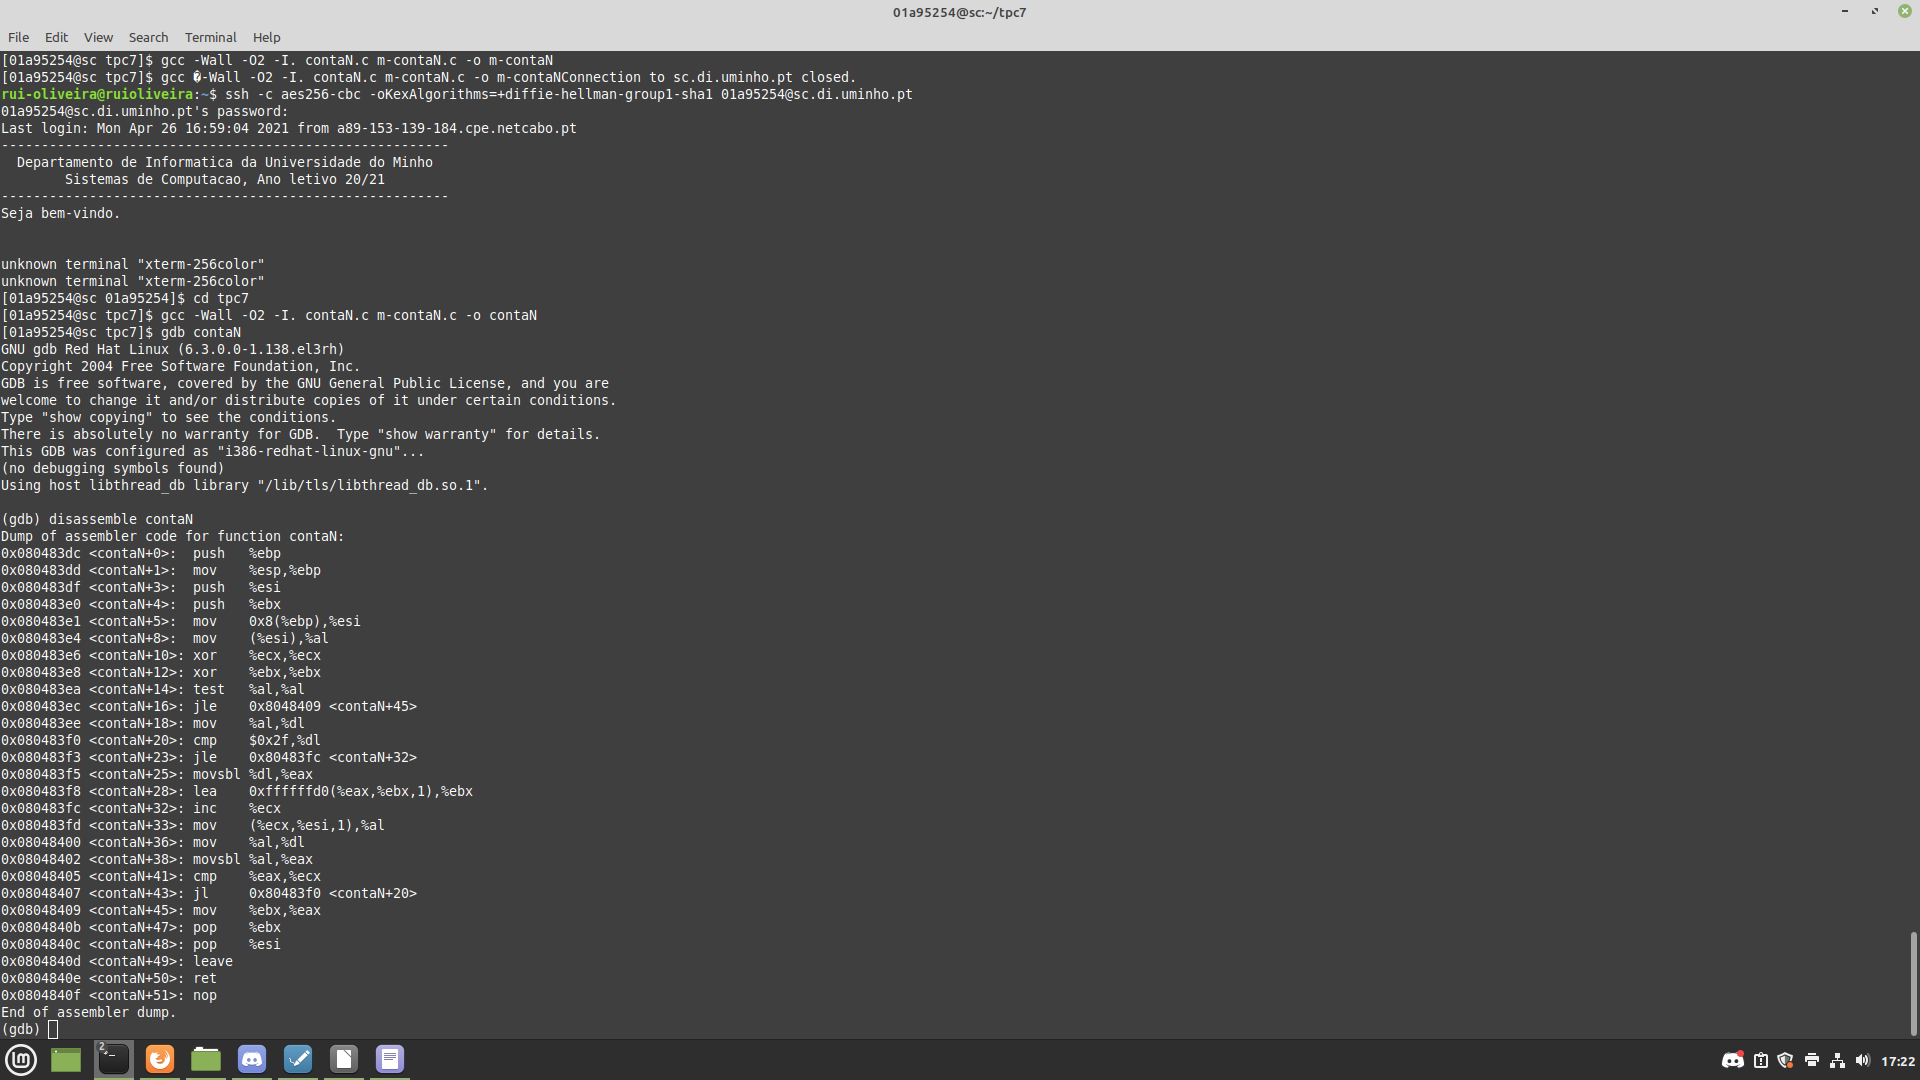 01a95254@sc:~/tpc7
File Edit View Search Terminal Help
[01a95254@sc tpc7]$ gcc -Wall -O2 -I. contaN.c m-contaN.c -o m-contaN
[01a95254@sc tpc7]$ gcc �-Wall -O2 -I. contaN.c m-contaN.c -o m-contaNConnection to sc.di.uminho.pt closed.
rui-oliveira@ruioliveira:~$ ssh -c aes256-cbc -oKexAlgorithms=+diffie-hellman-group1-sha1 01a95254@sc.di.uminho.pt
01a95254@sc.di.uminho.pt's password:
Last login: Mon Apr 26 16:59:04 2021 from a89-153-139-184.cpe.netcabo.pt
--------------------------------------------------------
  Departamento de Informatica da Universidade do Minho
        Sistemas de Computacao, Ano letivo 20/21
--------------------------------------------------------
Seja bem-vindo.
unknown terminal "xterm-256color"
unknown terminal "xterm-256color"
[01a95254@sc 01a95254]$ cd tpc7
[01a95254@sc tpc7]$ gcc -Wall -O2 -I. contaN.c m-contaN.c -o contaN
[01a95254@sc tpc7]$ gdb contaN
GNU gdb Red Hat Linux (6.3.0.0-1.138.el3rh)
Copyright 2004 Free Software Foundation, Inc.
GDB is free software, covered by the GNU General Public License, and you are
welcome to change it and/or distribute copies of it under certain conditions.
Type "show copying" to see the conditions.
There is absolutely no warranty for GDB.  Type "show warranty" for details.
This GDB was configured as "i386-redhat-linux-gnu"...
(no debugging symbols found)
Using host libthread_db library "/lib/tls/libthread_db.so.1".
(gdb) disassemble contaN
Dump of assembler code for function contaN:
0x080483dc <contaN+0>:  push   %ebp
0x080483dd <contaN+1>:  mov    %esp,%ebp
0x080483df <contaN+3>:  push   %esi
0x080483e0 <contaN+4>:  push   %ebx
0x080483e1 <contaN+5>:  mov    0x8(%ebp),%esi
0x080483e4 <contaN+8>:  mov    (%esi),%al
0x080483e6 <contaN+10>: xor    %ecx,%ecx
0x080483e8 <contaN+12>: xor    %ebx,%ebx
0x080483ea <contaN+14>: test   %al,%al
0x080483ec <contaN+16>: jle    0x8048409 <contaN+45>
0x080483ee <contaN+18>: mov    %al,%dl
0x080483f0 <contaN+20>: cmp    $0x2f,%dl
0x080483f3 <contaN+23>: jle    0x80483fc <contaN+32>
0x080483f5 <contaN+25>: movsbl %dl,%eax
0x080483f8 <contaN+28>: lea    0xffffffd0(%eax,%ebx,1),%ebx
0x080483fc <contaN+32>: inc    %ecx
0x080483fd <contaN+33>: mov    (%ecx,%esi,1),%al
0x08048400 <contaN+36>: mov    %al,%dl
0x08048402 <contaN+38>: movsbl %al,%eax
0x08048405 <contaN+41>: cmp    %eax,%ecx
0x08048407 <contaN+43>: jl     0x80483f0 <contaN+20>
0x08048409 <contaN+45>: mov    %ebx,%eax
0x0804840b <contaN+47>: pop    %ebx
0x0804840c <contaN+48>: pop    %esi
0x0804840d <contaN+49>: leave
0x0804840e <contaN+50>: ret
0x0804840f <contaN+51>: nop
End of assembler dump.
(gdb)
2
17:22